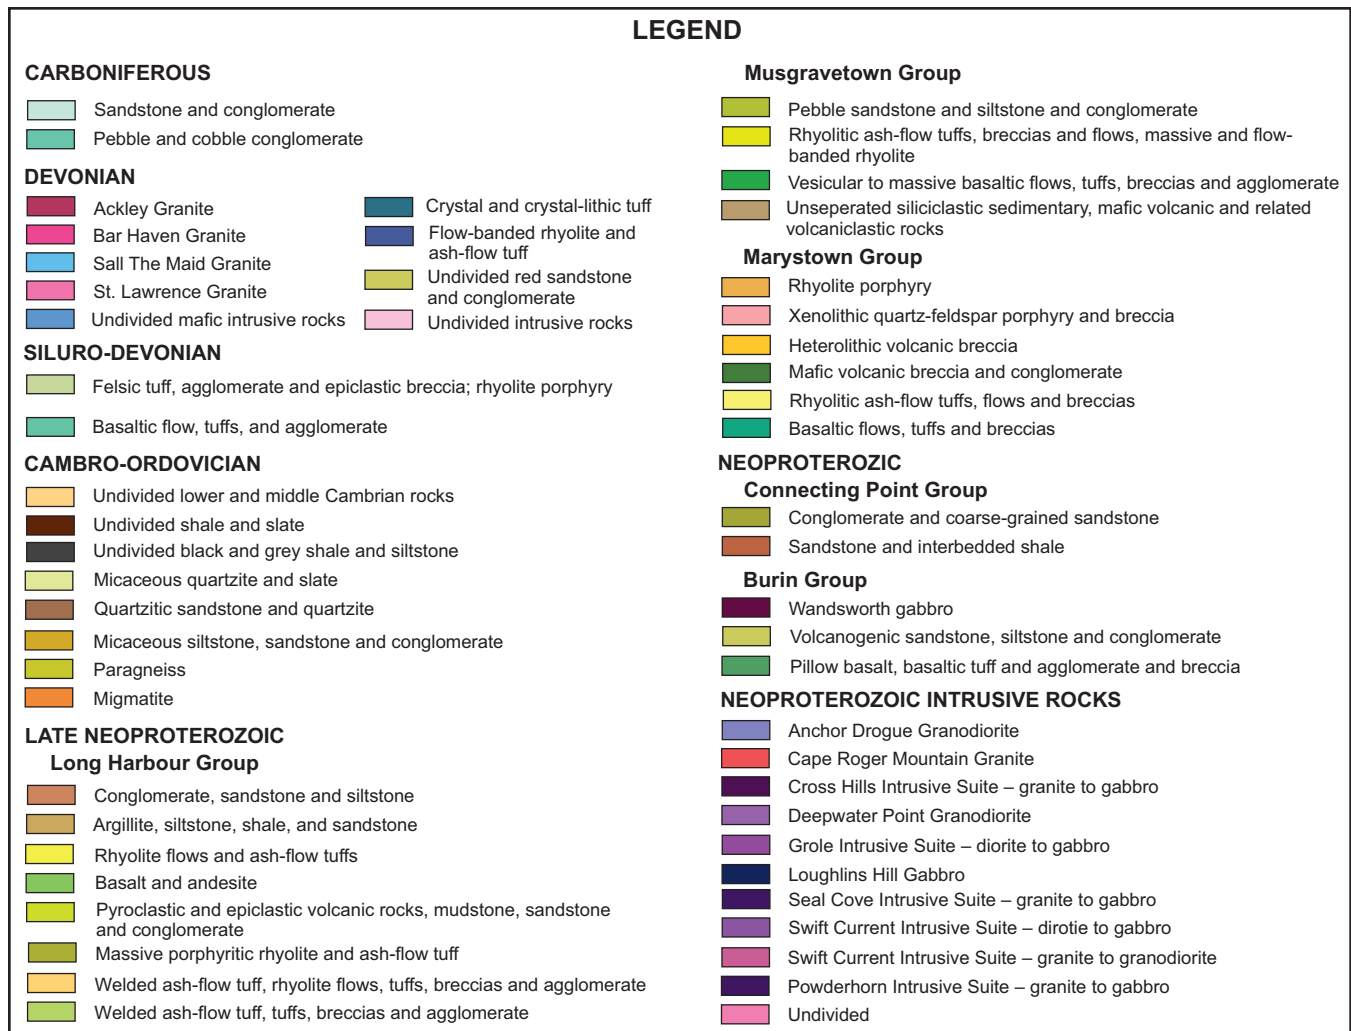 LEGEND
CARBONIFEROUS
Sandstone and conglomerate
Pebble and cobble conglomerate
DEVONIAN
Ackley Granite
Bar Haven Granite
Sall The Maid Granite
St. Lawrence Granite
Undivided mafic intrusive rocks
Crystal and crystal-lithic tuff
Flow-banded rhyolite and
ash-flow tuff
Undivided red sandstone
and conglomerate
Undivided intrusive rocks
SILURO-DEVONIAN
Felsic tuff, agglomerate and epiclastic breccia; rhyolite porphyry
Basaltic flow, tuffs, and agglomerate
CAMBRO-ORDOVICIAN
Undivided lower and middle Cambrian rocks
Undivided shale and slate
Undivided black and grey shale and siltstone
Micaceous quartzite and slate
Quartzitic sandstone and quartzite
Micaceous siltstone, sandstone and conglomerate
Paragneiss
Migmatite
LATE NEOPROTEROZOIC
Long Harbour Group
Conglomerate, sandstone and siltstone
Argillite, siltstone, shale, and sandstone
Rhyolite flows and ash-flow tuffs
Basalt and andesite
Pyroclastic and epiclastic volcanic rocks, mudstone, sandstone
and conglomerate
Massive porphyritic rhyolite and ash-flow tuff
Welded ash-flow tuff, rhyolite flows, tuffs, breccias and agglomerate
Welded ash-flow tuff, tuffs, breccias and agglomerate
Musgravetown Group
Pebble sandstone and siltstone and conglomerate
Rhyolitic ash-flow tuffs, breccias and flows, massive and flow-
banded rhyolite
Vesicular to massive basaltic flows, tuffs, breccias and agglomerate
Unseperated siliciclastic sedimentary, mafic volcanic and related
volcaniclastic rocks
Marystown Group
Rhyolite porphyry
Xenolithic quartz-feldspar porphyry and breccia
Heterolithic volcanic breccia
Mafic volcanic breccia and conglomerate
Rhyolitic ash-flow tuffs, flows and breccias
Basaltic flows, tuffs and breccias
NEOPROTEROZIC
Connecting Point Group
Conglomerate and coarse-grained sandstone
Sandstone and interbedded shale
Burin Group
Wandsworth gabbro
Volcanogenic sandstone, siltstone and conglomerate
Pillow basalt, basaltic tuff and agglomerate and breccia
NEOPROTEROZOIC INTRUSIVE ROCKS
Anchor Drogue Granodiorite
Cape Roger Mountain Granite
Cross Hills Intrusive Suite – granite to gabbro
Deepwater Point Granodiorite
Grole Intrusive Suite – diorite to gabbro
Loughlins Hill Gabbro
Seal Cove Intrusive Suite – granite to gabbro
Swift Current Intrusive Suite – dirotie to gabbro
Swift Current Intrusive Suite – granite to granodiorite
Powderhorn Intrusive Suite – granite to gabbro
Undivided